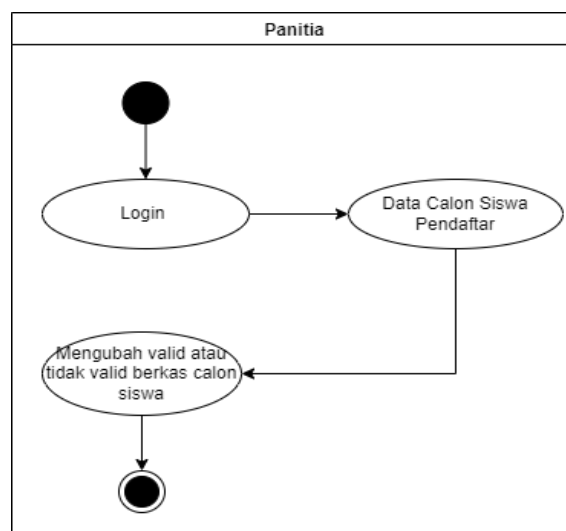 Panitia
Login
Data Calon Siswa
Pendaftar
Mengubah valid atau
tidak valid berkas calon
siswa